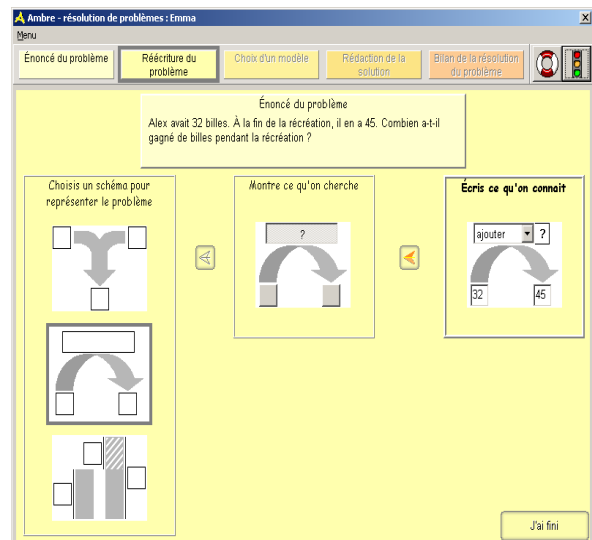 Ambre - résolution de problèmes : Emma
Menu
Énoncé du problème
Réécriture du
problème
Choix d'un modèle
Rédaction de la
solution
Bilan de la résolution
du problème
Énoncé du problème
Alex avait 32 billes. À la fin de la récréation, il en a 45. Combien a-t-il
gagné de billes pendant la récréation ?
Choisis un schéma pour
représenter le problème
Montre ce qu'on cherche
?
Écris ce qu'on connait
ajouter ?
32 45
J'ai fini